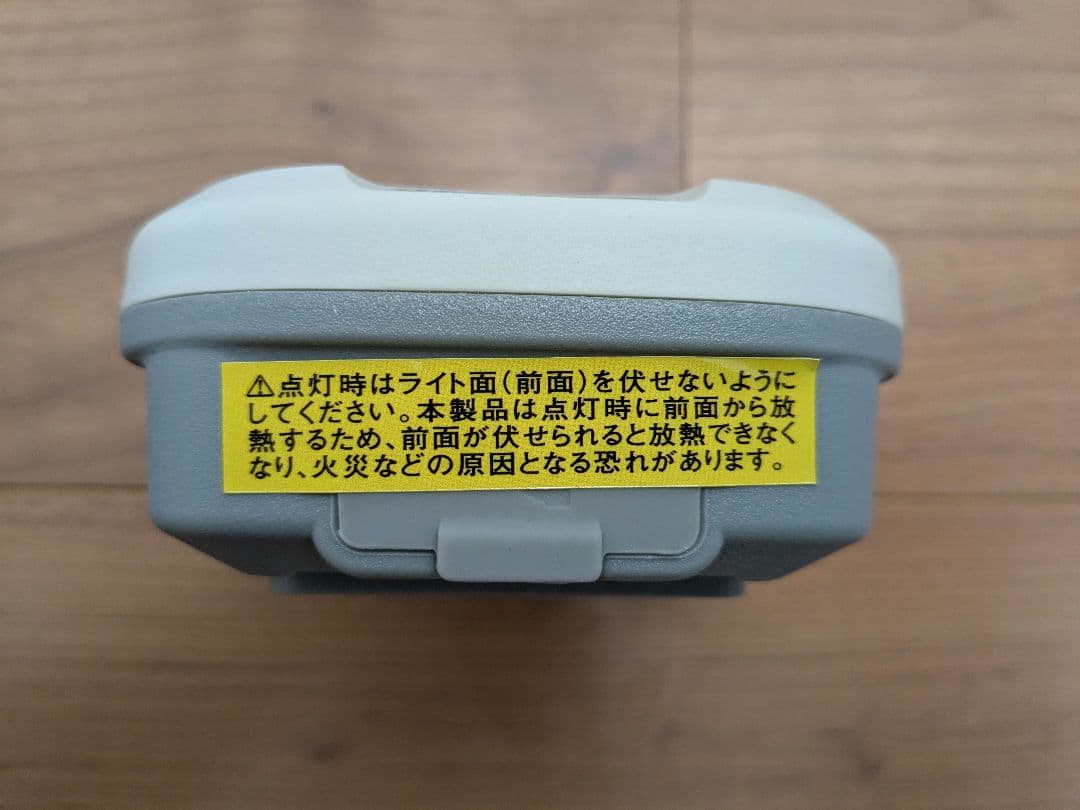 ⚠点灯時はライト面(前面)を伏せないように
してください。本製品は点灯時に前面から放
熱するため、前面が伏せられると放熱できなく
なり、火災などの原因となる恐れがあります。